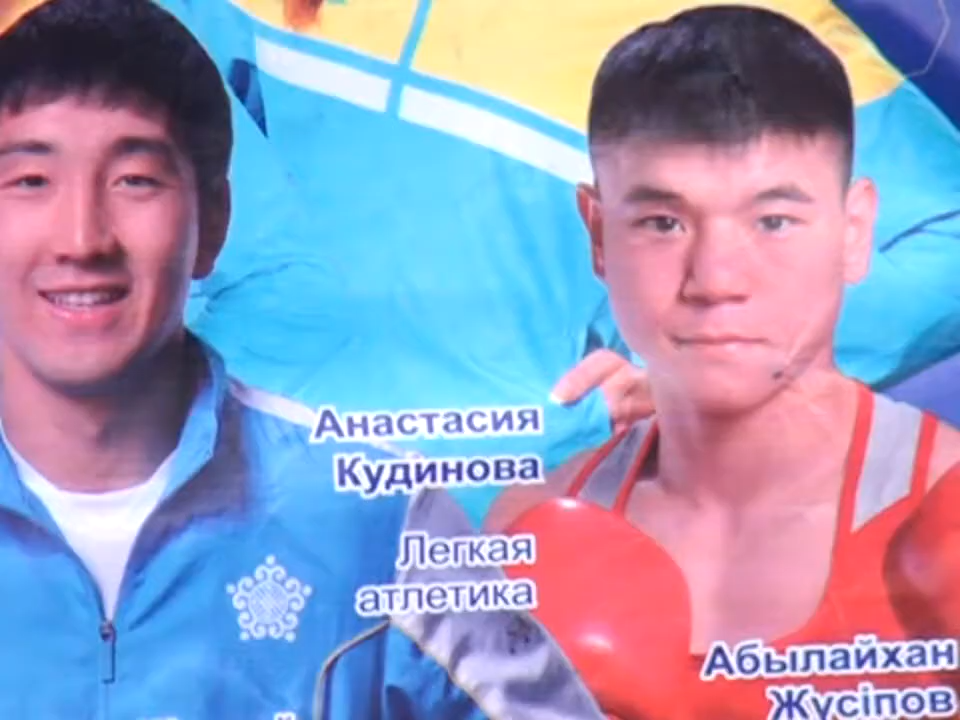 Анастасия
Кудинова
Легкая
атлетика
Абылайхан
Жүсіпов